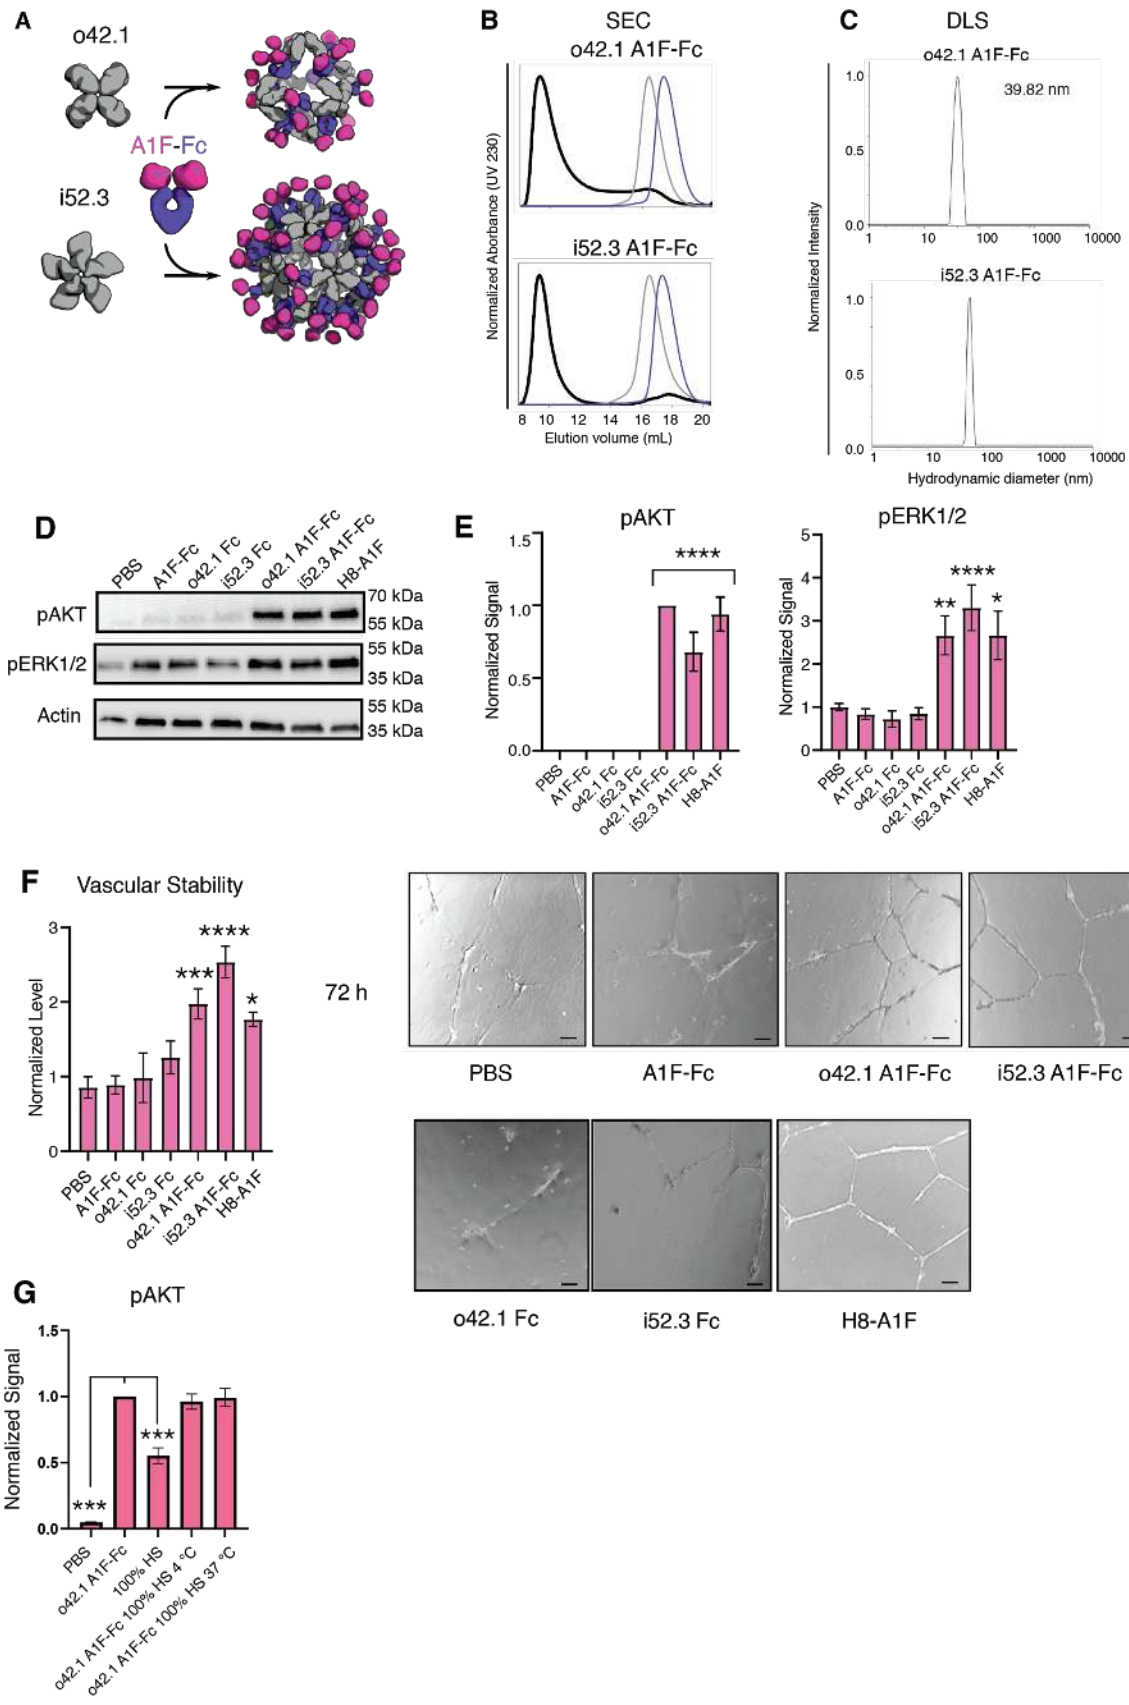 A
o42.1
A1F-Fc
i52.3
B
SEC
o42.1 A1F-Fc
i52.3 A1F-Fc
Normalized Aborbance (UV 230)
8 10 12 14 16 18 20
Elution volume (mL)
C
DLS
o42.1 A1F-Fc
39.82 nm
1.0
0.5
0.0
1 10 100 1000 10000
i52.3 A1F-Fc
1.0
0.5
0.0
1 10 100 1000 10000
Normalized Intensity
Hydrodynamic diameter (nm)
D
PBS
A1F-Fc
o42.1 Fc
i52.3 Fc
o42.1 A1F-Fc
i52.3 A1F-Fc
H8-A1F
pAKT
70 kDa
55 kDa
pERK1/2
55 kDa
35 kDa
Actin
55 kDa
35 kDa
E
pAKT
Normalized Signal
1.5
1.0
0.5
0.0
****
PBS
A1F-Fc
o42.1 Fc
i52.3 Fc
o42.1 A1F-Fc
i52.3 A1F-Fc
H8-A1F
pERK1/2
Normalized Signal
5
4
3
2
1
0
**
****
*
PBS
A1F-Fc
o42.1 Fc
i52.3 Fc
o42.1 A1F-Fc
i52.3 A1F-Fc
H8-A1F
F
Vascular Stability
Normalized Level
3
2
1
0
***
****
*
PBS
A1F-Fc
o42.1 Fc
i52.3 Fc
o42.1 A1F-Fc
i52.3 A1F-Fc
H8-A1F
72 h
PBS
A1F-Fc
o42.1 A1F-Fc
i52.3 A1F-Fc
o42.1 Fc
i52.3 Fc
H8-A1F
G
pAKT
Normalized Signal
1.5
1.0
0.5
0.0
***
***
PBS
o42.1 A1F-Fc
100% HS
o42.1 A1F-Fc 100% HS 4 °C
o42.1 A1F-Fc 100% HS 37 °C